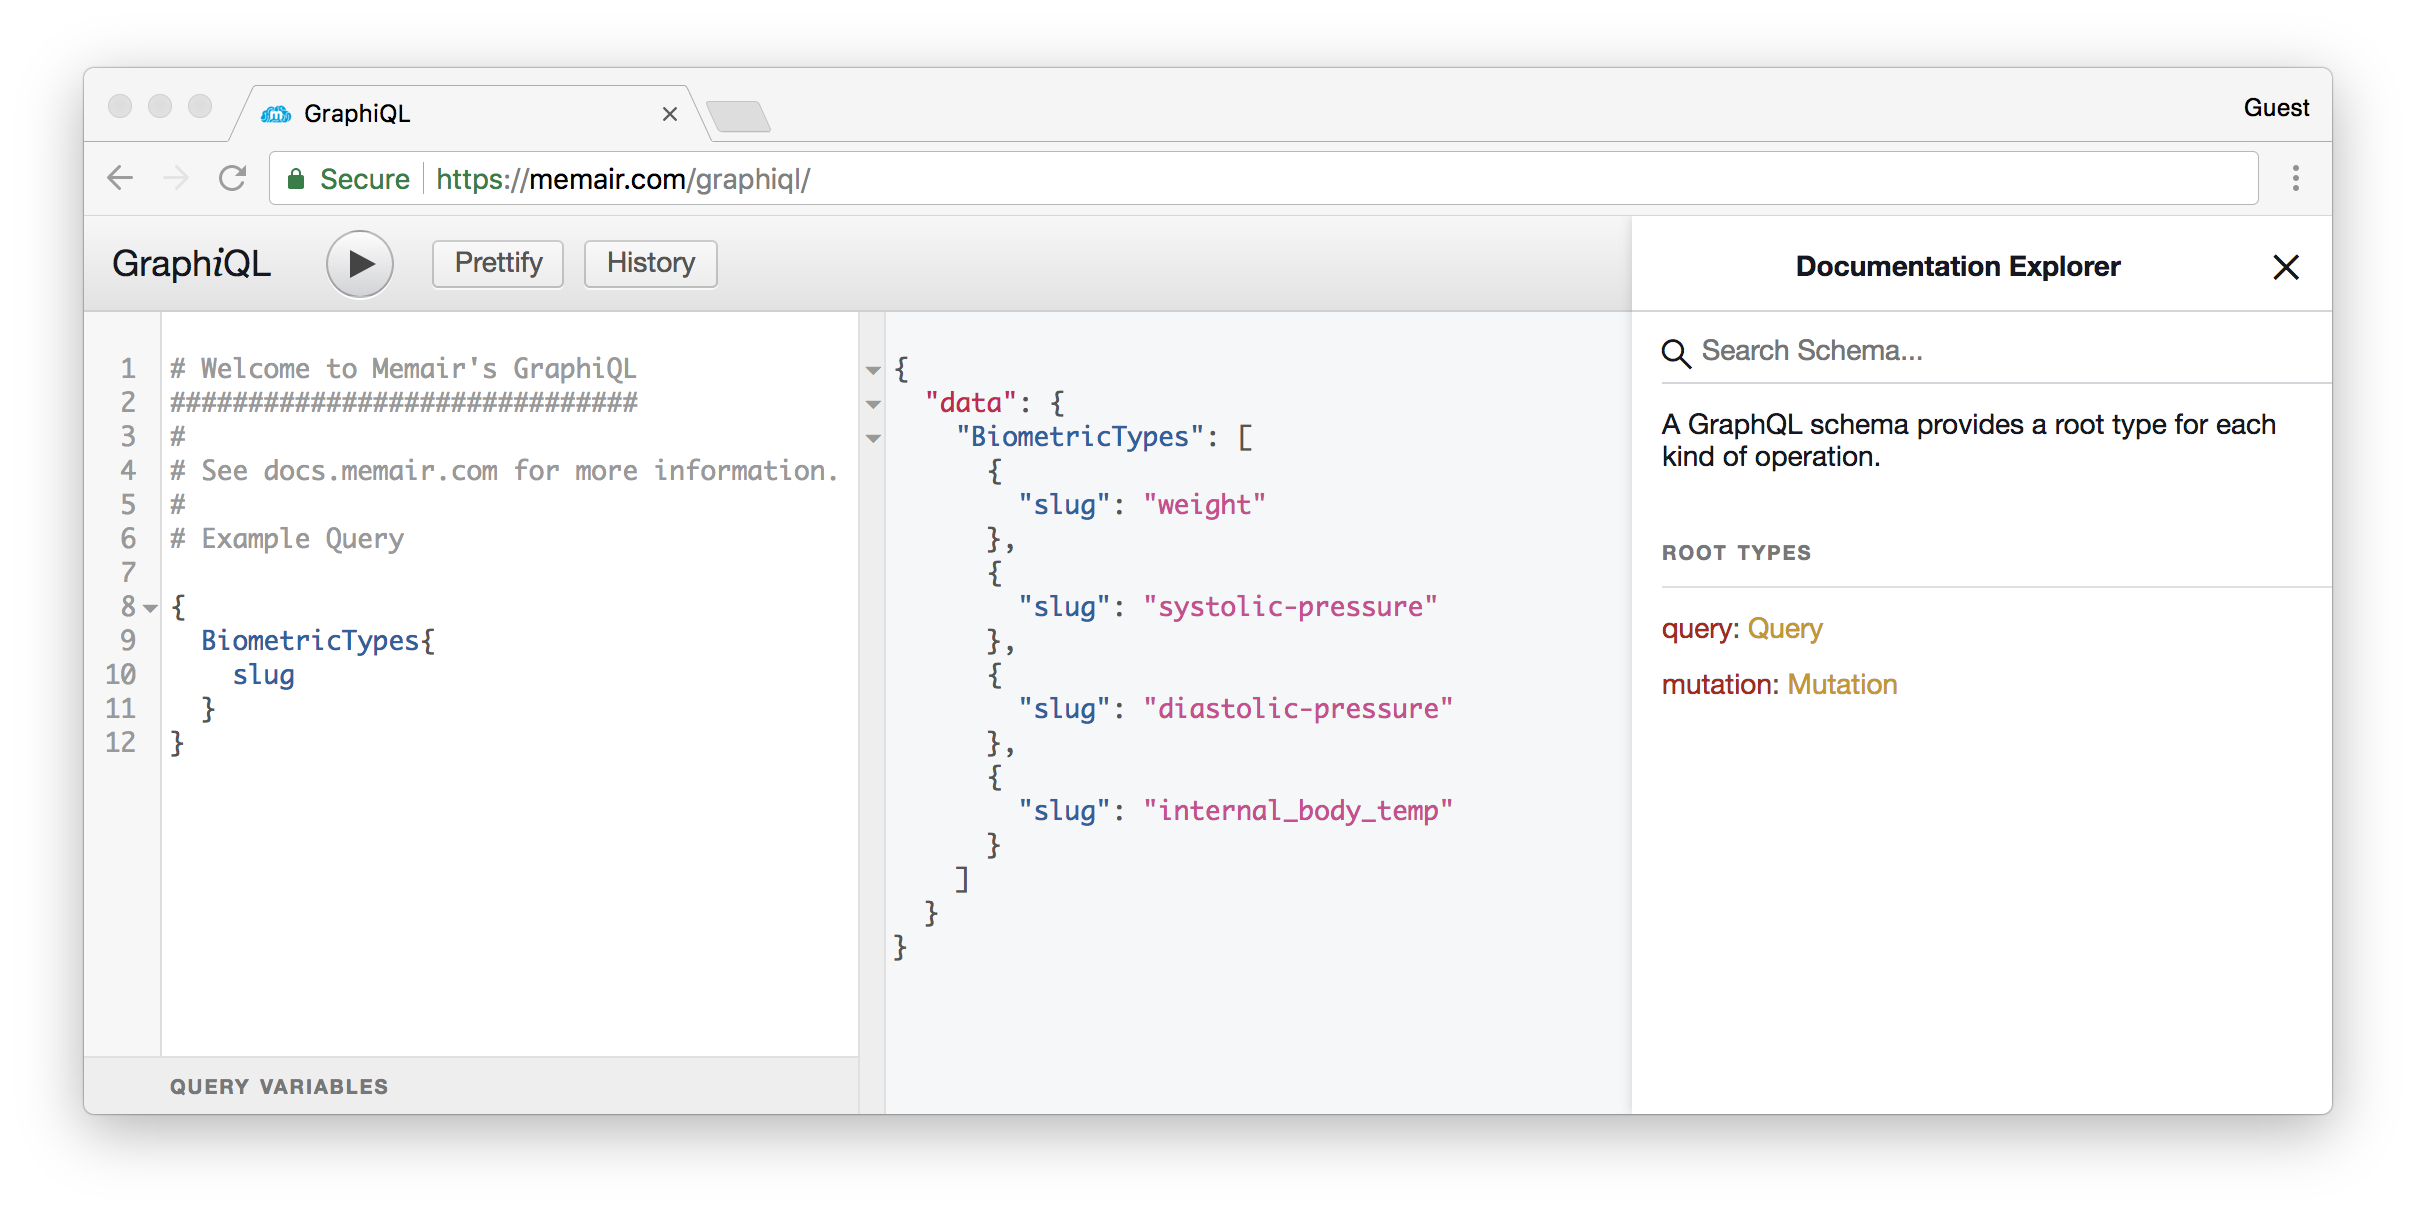 GraphiQL
Guest
Secure https://memair.com/graphiql/
GraphiQL
Prettify
History
Documentation Explorer
1 # Welcome to Memair's GraphiQL
2 ##############################
3 #
4 # See docs.memair.com for more information.
5 #
6 # Example Query
7
8 {
9 BiometricTypes{
10 slug
11 }
12 }
QUERY VARIABLES
{
"data": {
"BiometricTypes": [
{
"slug": "weight"
},
{
"slug": "systolic-pressure"
},
{
"slug": "diastolic-pressure"
},
{
"slug": "internal_body_temp"
}
]
}
}
Search Schema...
A GraphQL schema provides a root type for each
kind of operation.
ROOT TYPES
query: Query
mutation: Mutation